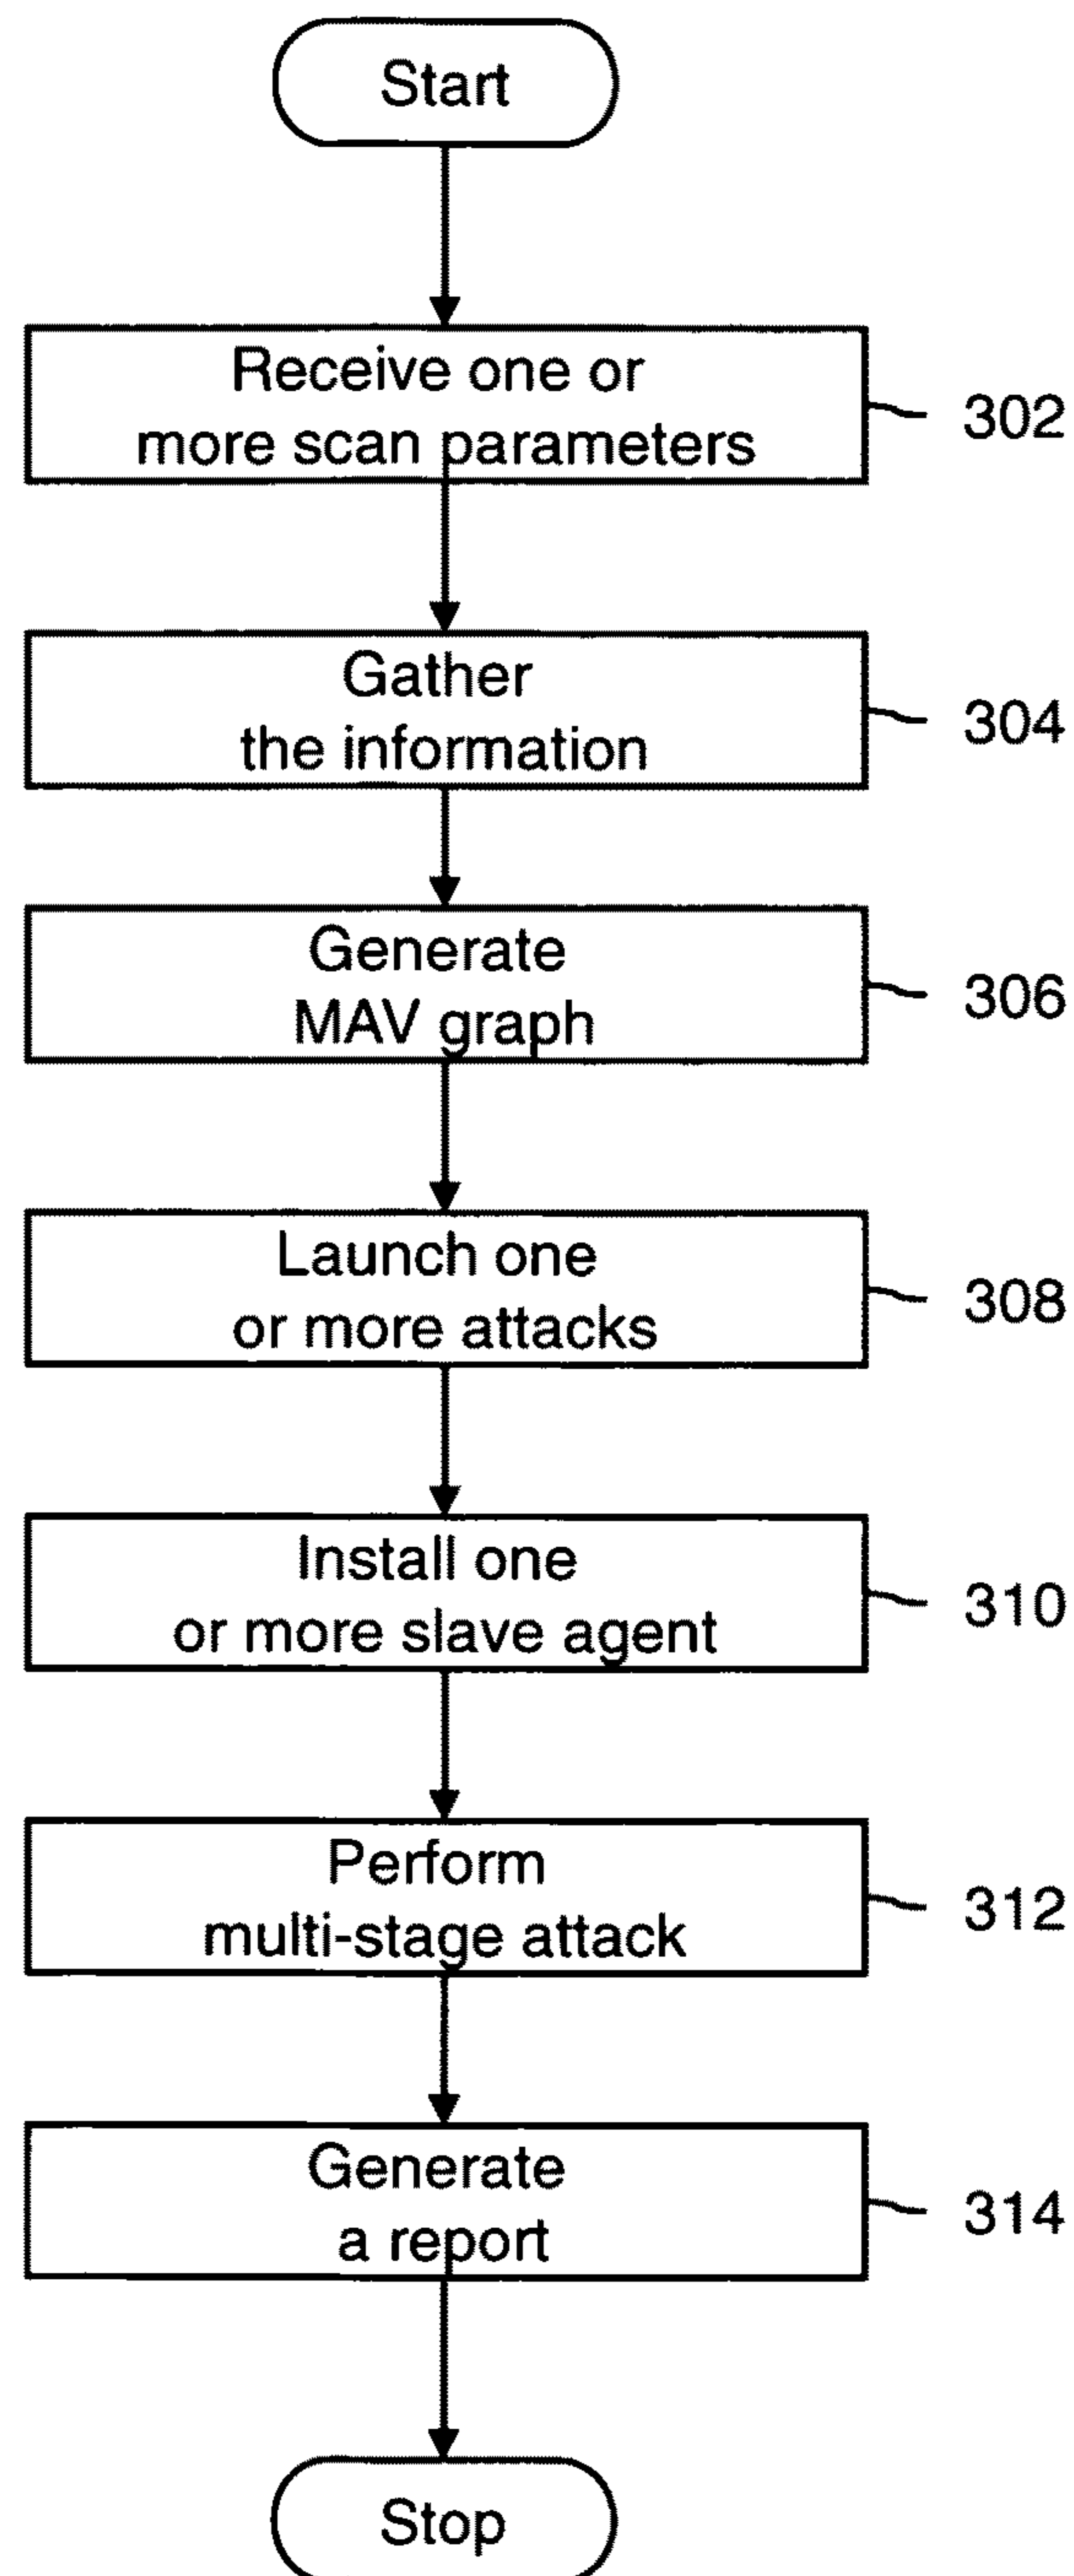 Start
Receive one or
more scan parameters
302
Gather
the information
304
Generate
MAV graph
306
Launch one
or more attacks
308
Install one
or more slave agent
310
Perform
multi-stage attack
312
Generate
a report
314
Stop